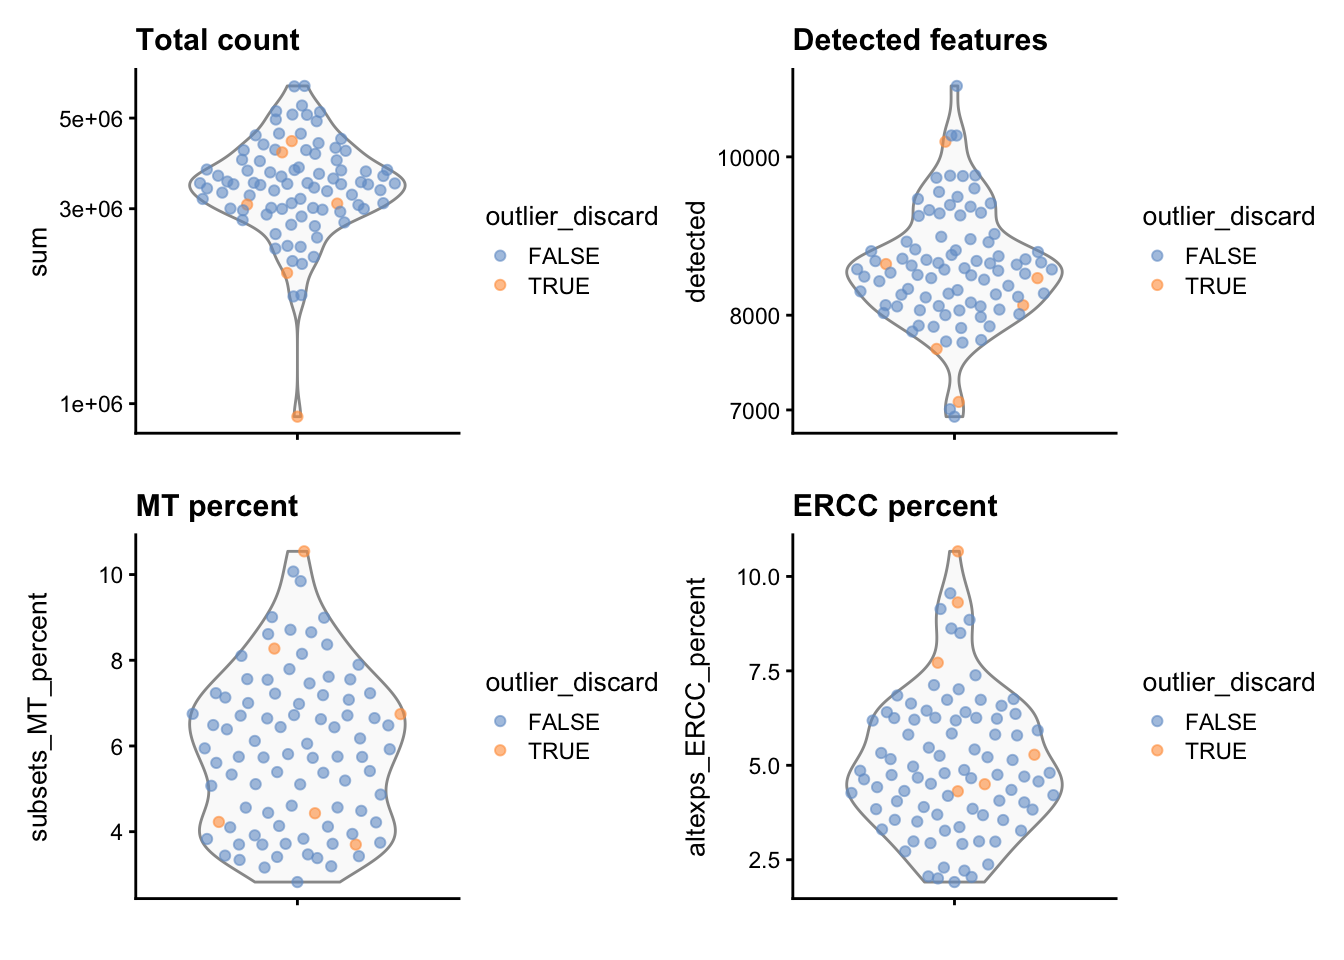 Total count
sum
5e+06
3e+06
1e+06
outlier_discard
FALSE
TRUE
Detected features
detected
10000
8000
7000
outlier_discard
FALSE
TRUE
MT percent
subsets_MT_percent
10
8
6
4
outlier_discard
FALSE
TRUE
ERCC percent
altexps_ERCC_percent
10.0
7.5
5.0
2.5
outlier_discard
FALSE
TRUE